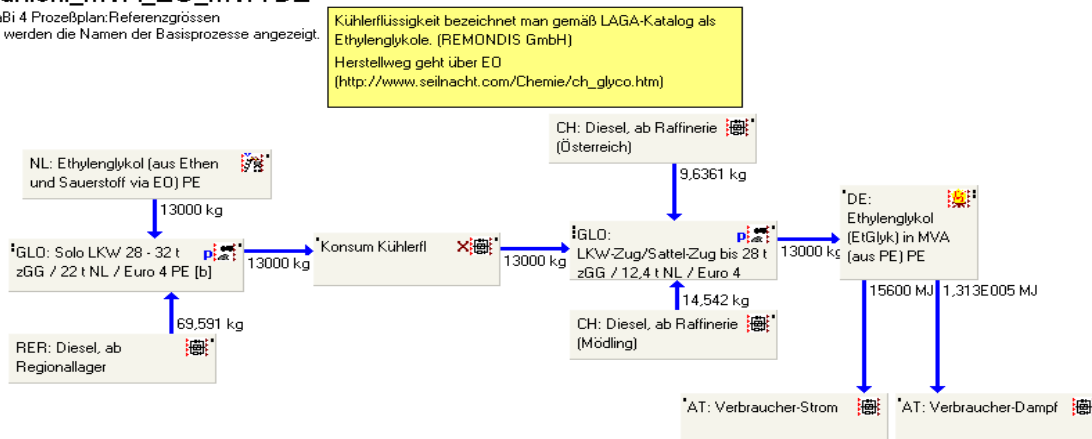 Bi 4 Prozeßplan:Referenzgrössen
werden die Namen der Basisprozesse angezeigt.
Kühlerflüssigkeit bezeichnet man gemäß LAGA-Katalog als
Ethylenglykole. (REMONDIS GmbH)
Herstellweg geht über EO
(http://www.seilnacht.com/Chemie/ch_glyco.htm)
CH: Diesel, ab Raffinerie
(Österreich)
NL: Ethylenglykol (aus Ethen
und Sauerstoff via EO) PE
9,6361 kg
13000 kg
DE:
Ethylenglykol
(EtGlyk) in MVA
(aus PE) PE
GLO: Solo LKW 28 - 32 t
zGG / 22 t NL / Euro 4 PE [b]
p
13000 kg
Konsum Kühlerfl
13000 kg
GLO:
LKW-Zug/Sattel-Zug bis 28 t
zGG / 12,4 t NL / Euro 4
p
13000 kg
15600 MJ
1,313E005 MJ
14,542 kg
69,591 kg
CH: Diesel, ab Raffinerie
(Mödling)
RER: Diesel, ab
Regionallager
AT: Verbraucher-Strom
AT: Verbraucher-Dampf